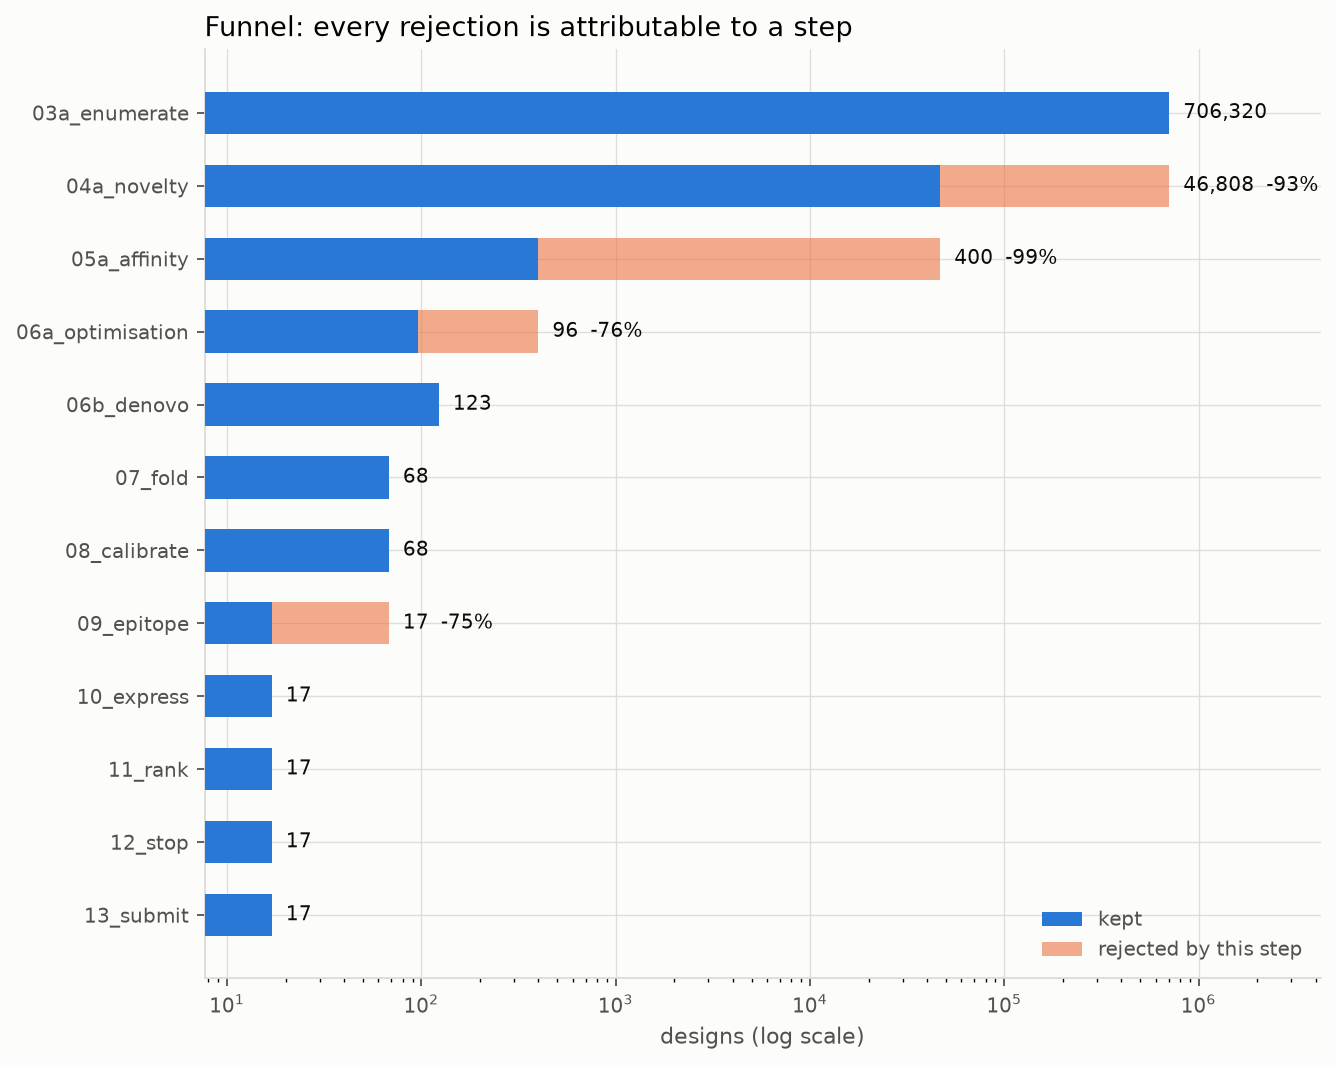 Funnel: every rejection is attributable to a step
03a_enumerate 706,320
04a_novelty 46,808 -93%
05a_affinity 400 -99%
06a_optimisation 96 -76%
06b_denovo 123
07_fold 68
08_calibrate 68
09_epitope 17 -75%
10_express 17
11_rank 17
12_stop 17
13_submit 17
kept
rejected by this step
10¹ 10² 10³ 10⁴ 10⁵ 10⁶
designs (log scale)